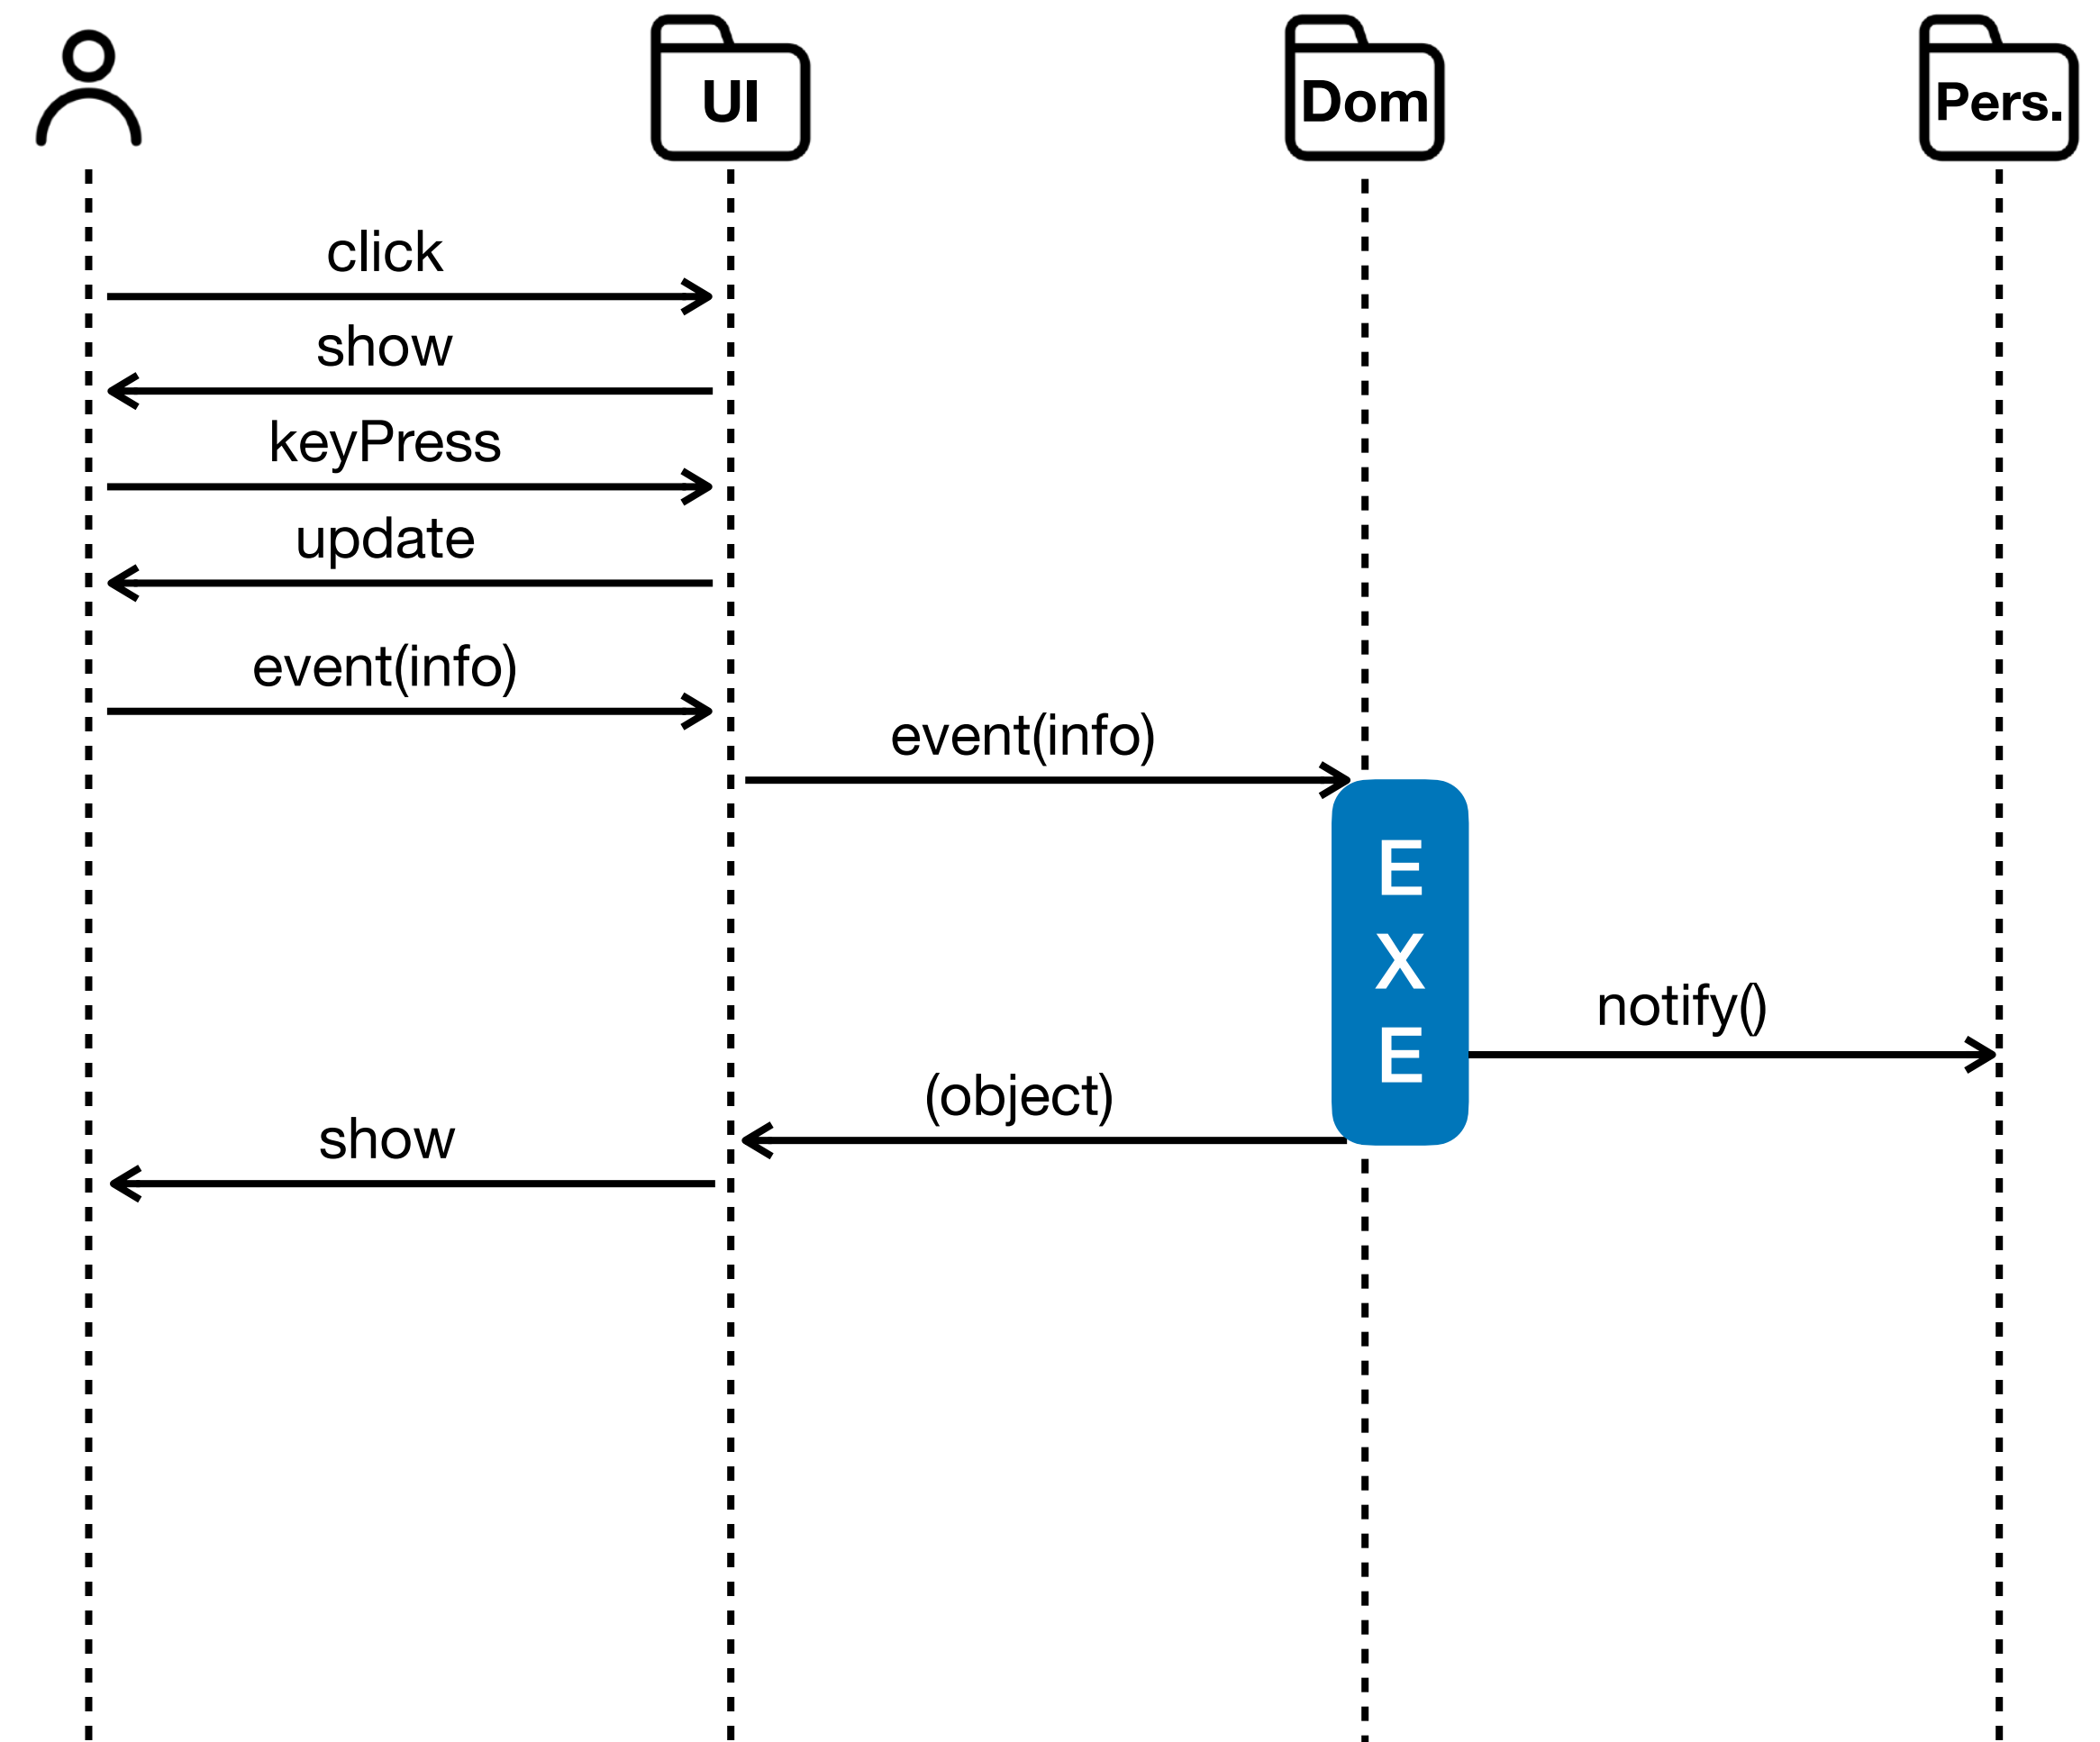 UI
Dom
Pers.
click
show
keyPress
update
event(info)
event(info)
E
X
E
notify()
(object)
show